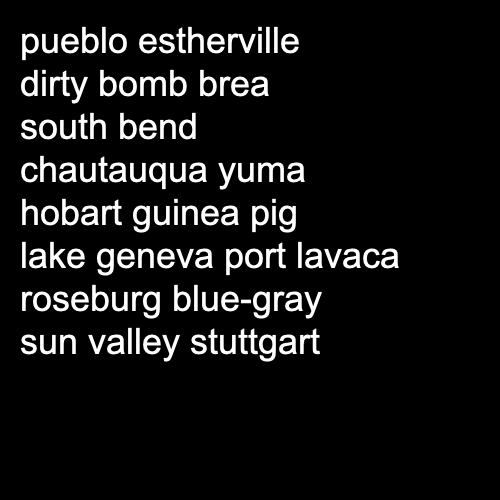 pueblo estherville
dirty bomb brea
south bend
chautauqua yuma
hobart guinea pig
lake geneva port lavaca
roseburg blue-gray
sun valley stuttgart